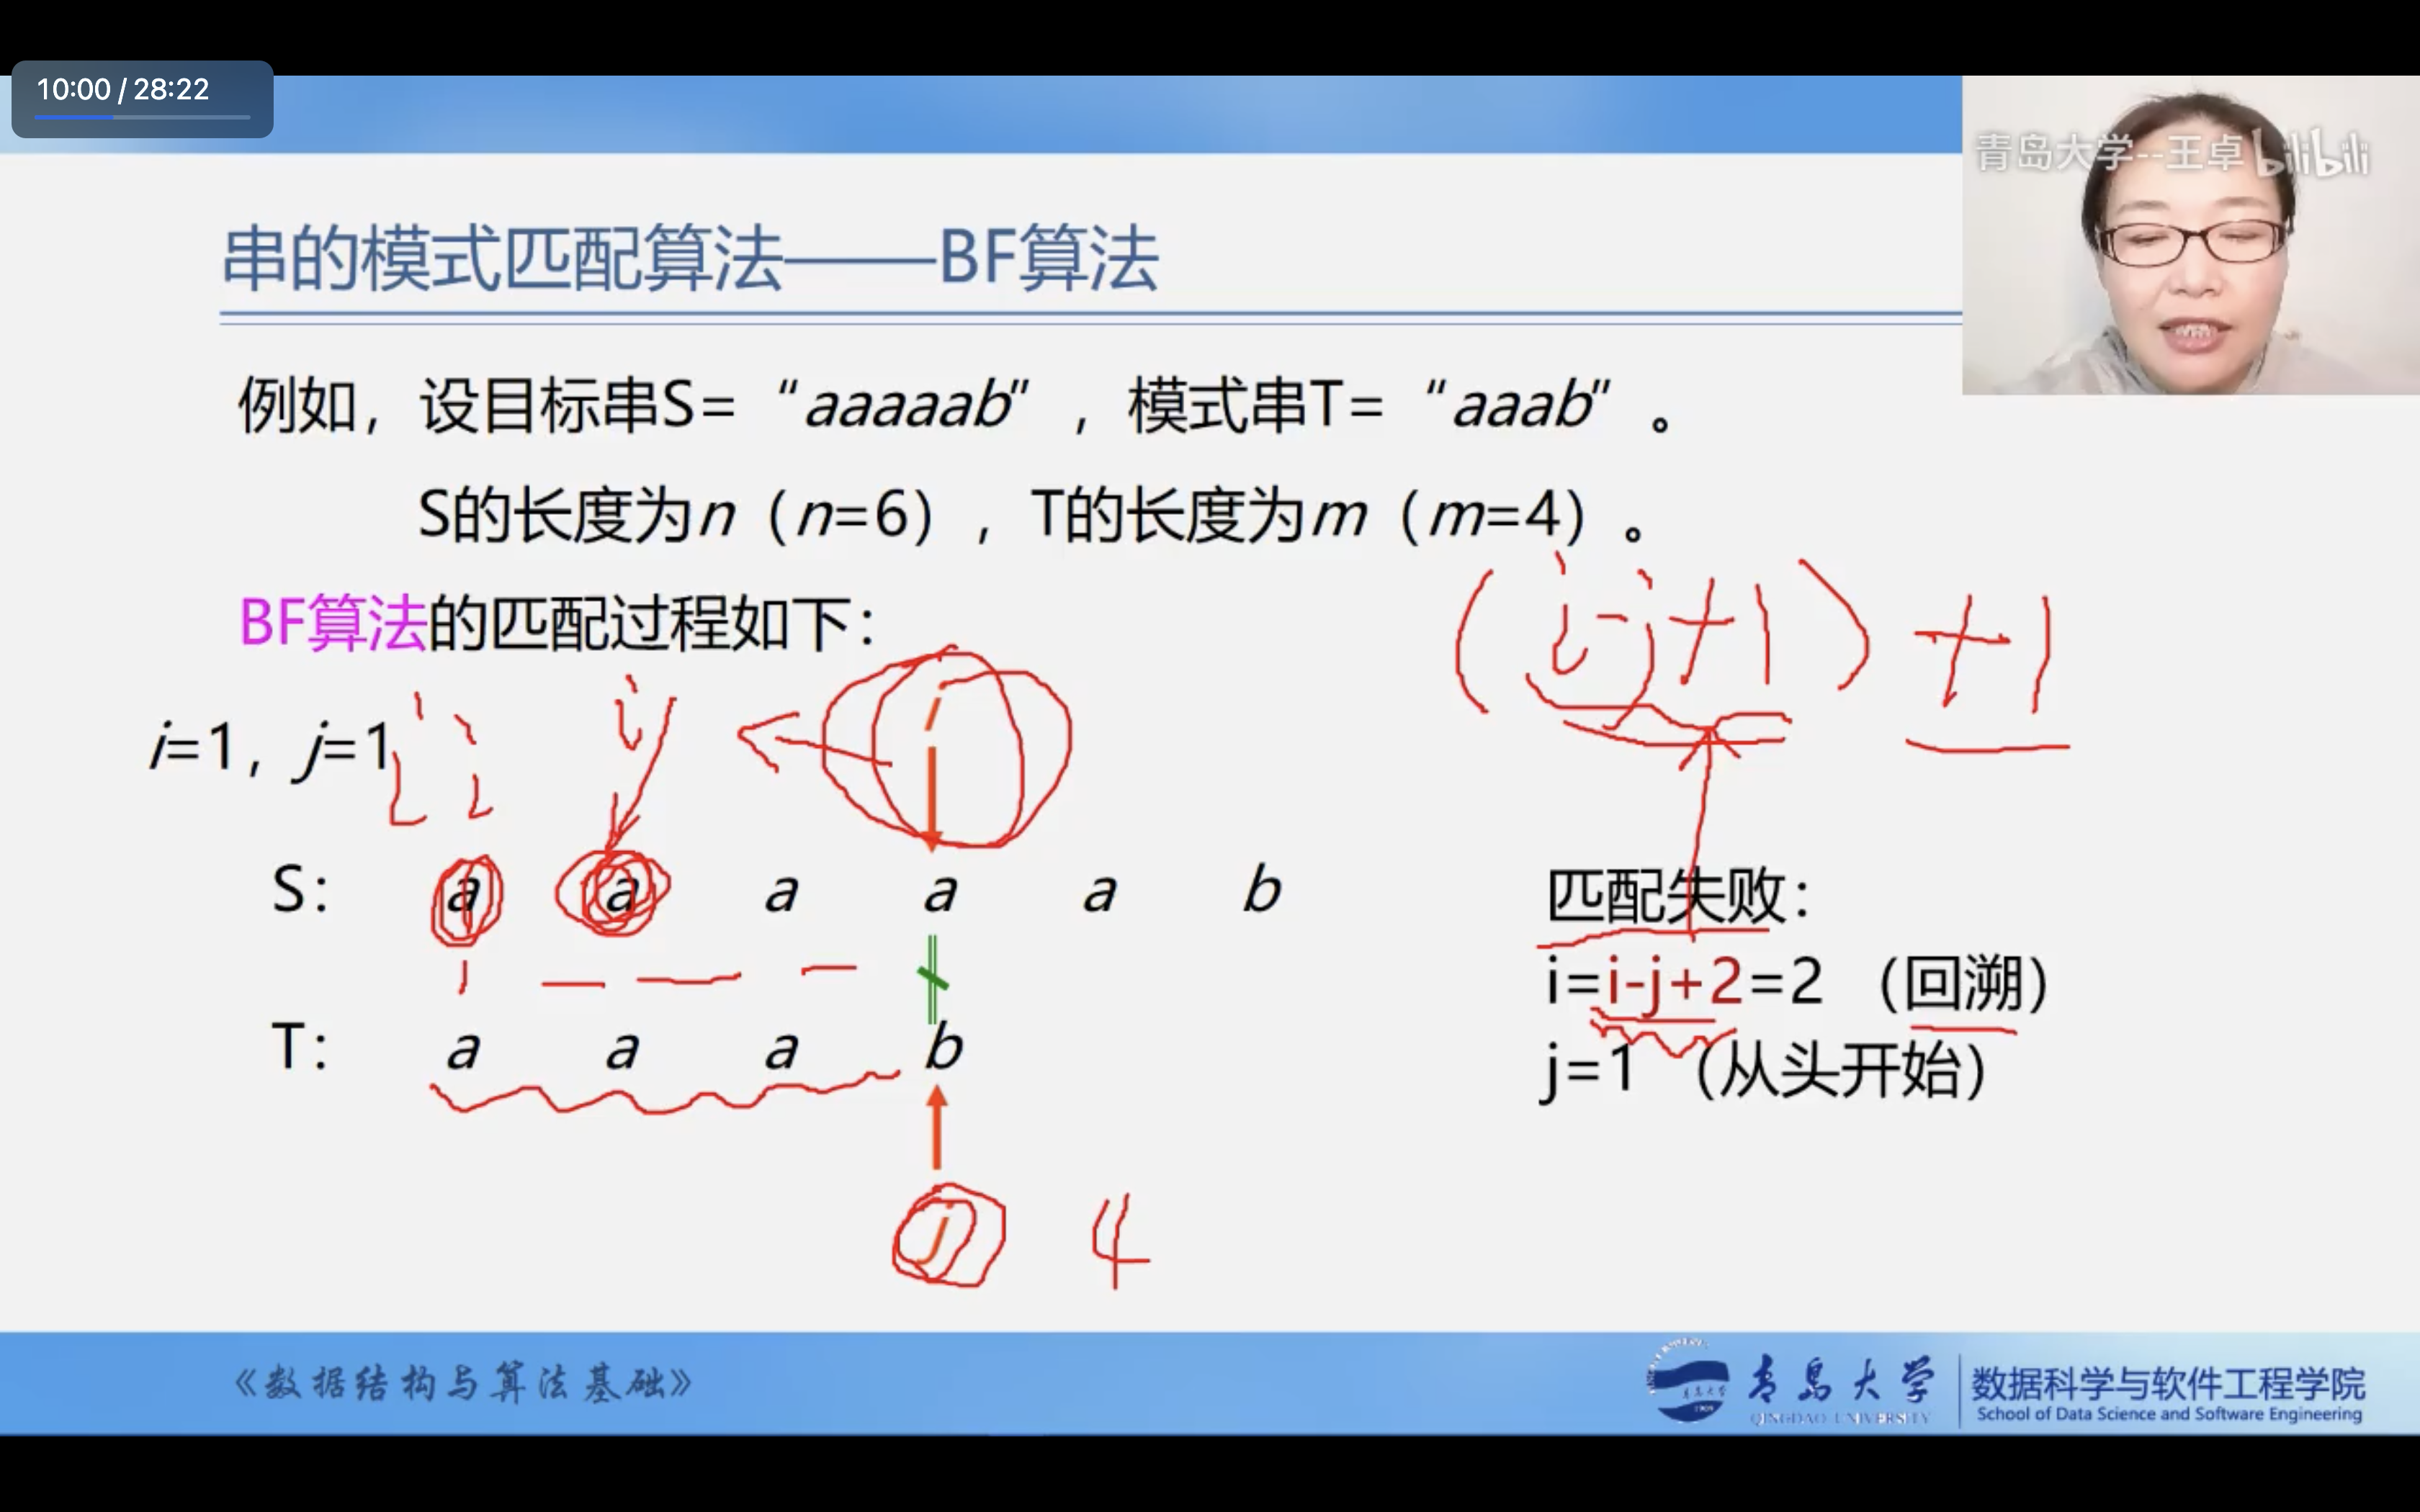 10:00 / 28:22
青岛大学--王卓 bilibili
串的模式匹配算法——BF算法
例如，设目标串S= “aaaaab”，模式串T= “aaab”。
S的长度为n（n=6），T的长度为m（m=4）。
BF算法的匹配过程如下：
(i-j+1)+1
i=1，j=1
i
i
i
i
S： a a a a a b
匹配失败：
i=i-j+2=2 （回溯）
T： a a a b
j=1 （从头开始）
j 4
《数据结构与算法基础》
青岛大学
QINGDAO UNIVERSITY
数据科学与软件工程学院
School of Data Science and Software Engineering